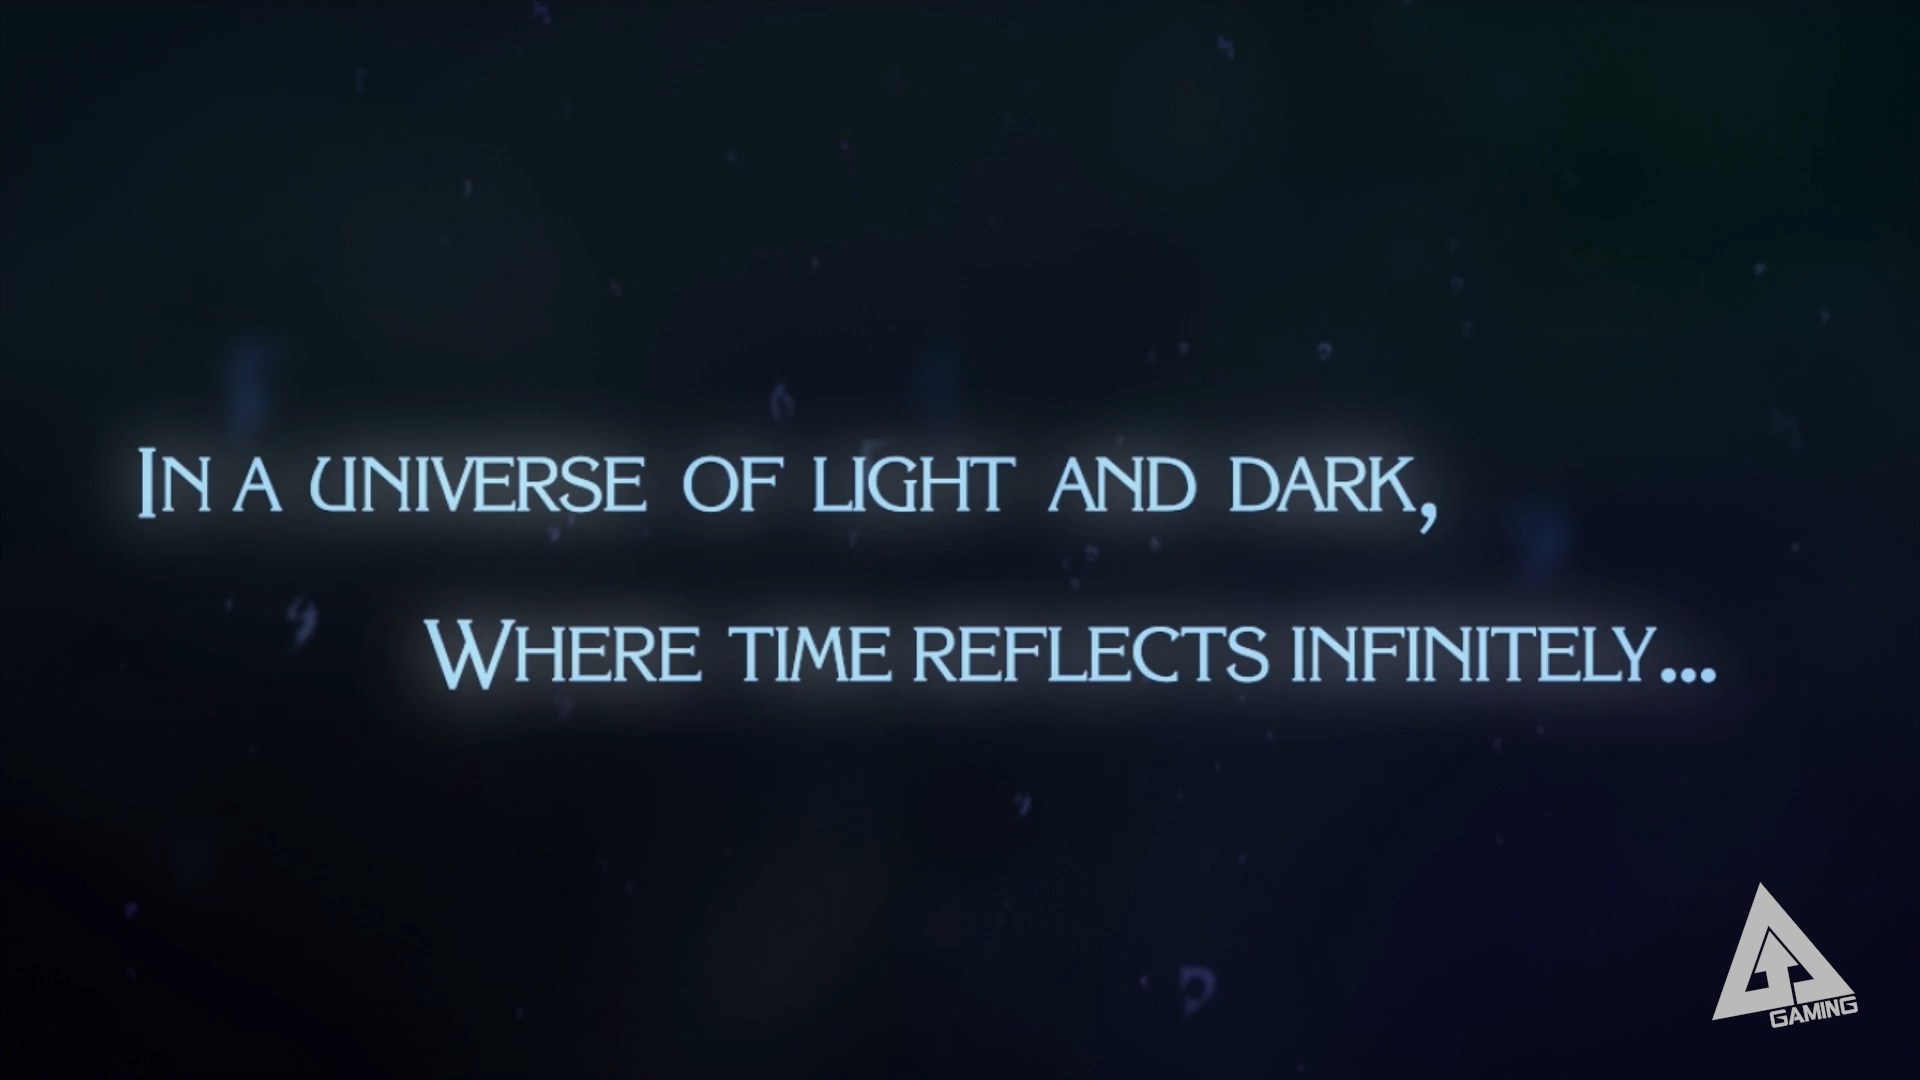 In a universe of light and dark,
Where time reflects infinitely...
GAMING